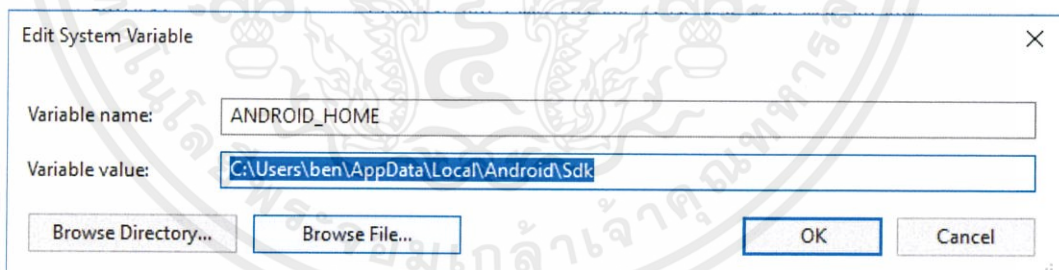 Edit System Variable
Variable name: ANDROID_HOME
Variable value: C:\Users\ben\AppData\Local\Android\Sdk
Browse Directory... Browse File... OK Cancel